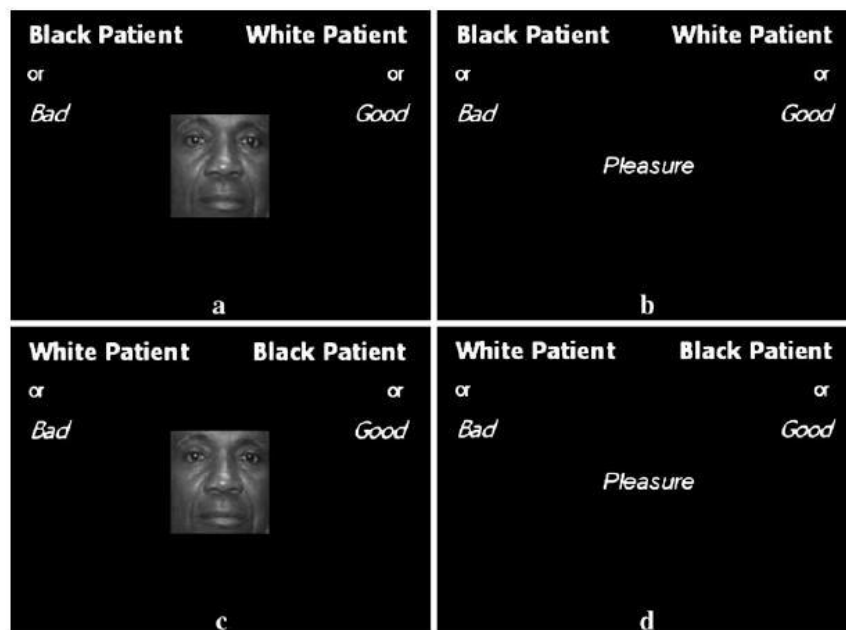 Black Patient White Patient
or or
Bad Good
a
Black Patient White Patient
or or
Bad Good
Pleasure
b
White Patient Black Patient
or or
Bad Good
c
White Patient Black Patient
or or
Bad Good
Pleasure
d